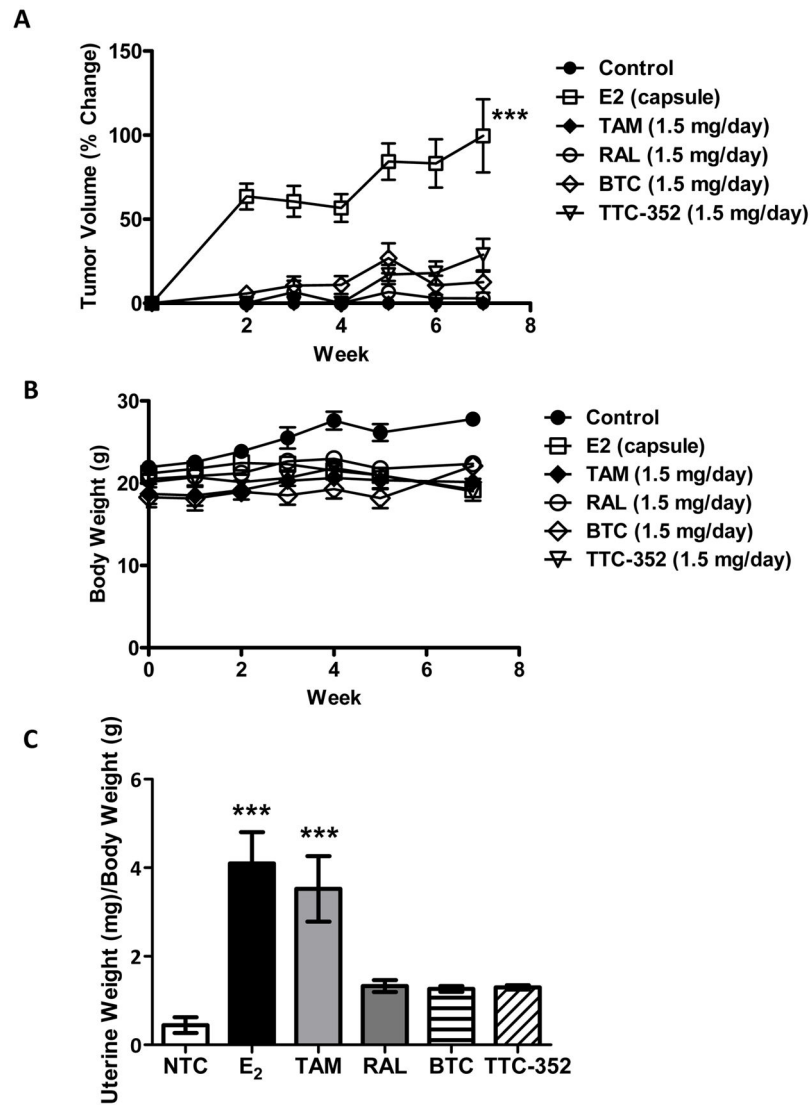 A
Tumor Volume (% Change)
150
100
50
0
2
4
6
8
Week
***
Control
E2 (capsule)
TAM (1.5 mg/day)
RAL (1.5 mg/day)
BTC (1.5 mg/day)
TTC-352 (1.5 mg/day)
B
Body Weight (g)
30
20
10
0
0
2
4
6
8
Week
Control
E2 (capsule)
TAM (1.5 mg/day)
RAL (1.5 mg/day)
BTC (1.5 mg/day)
TTC-352 (1.5 mg/day)
C
Uterine Weight (mg)/Body Weight (g)
6
4
2
0
***
***
NTC
E₂
TAM
RAL
BTC
TTC-352